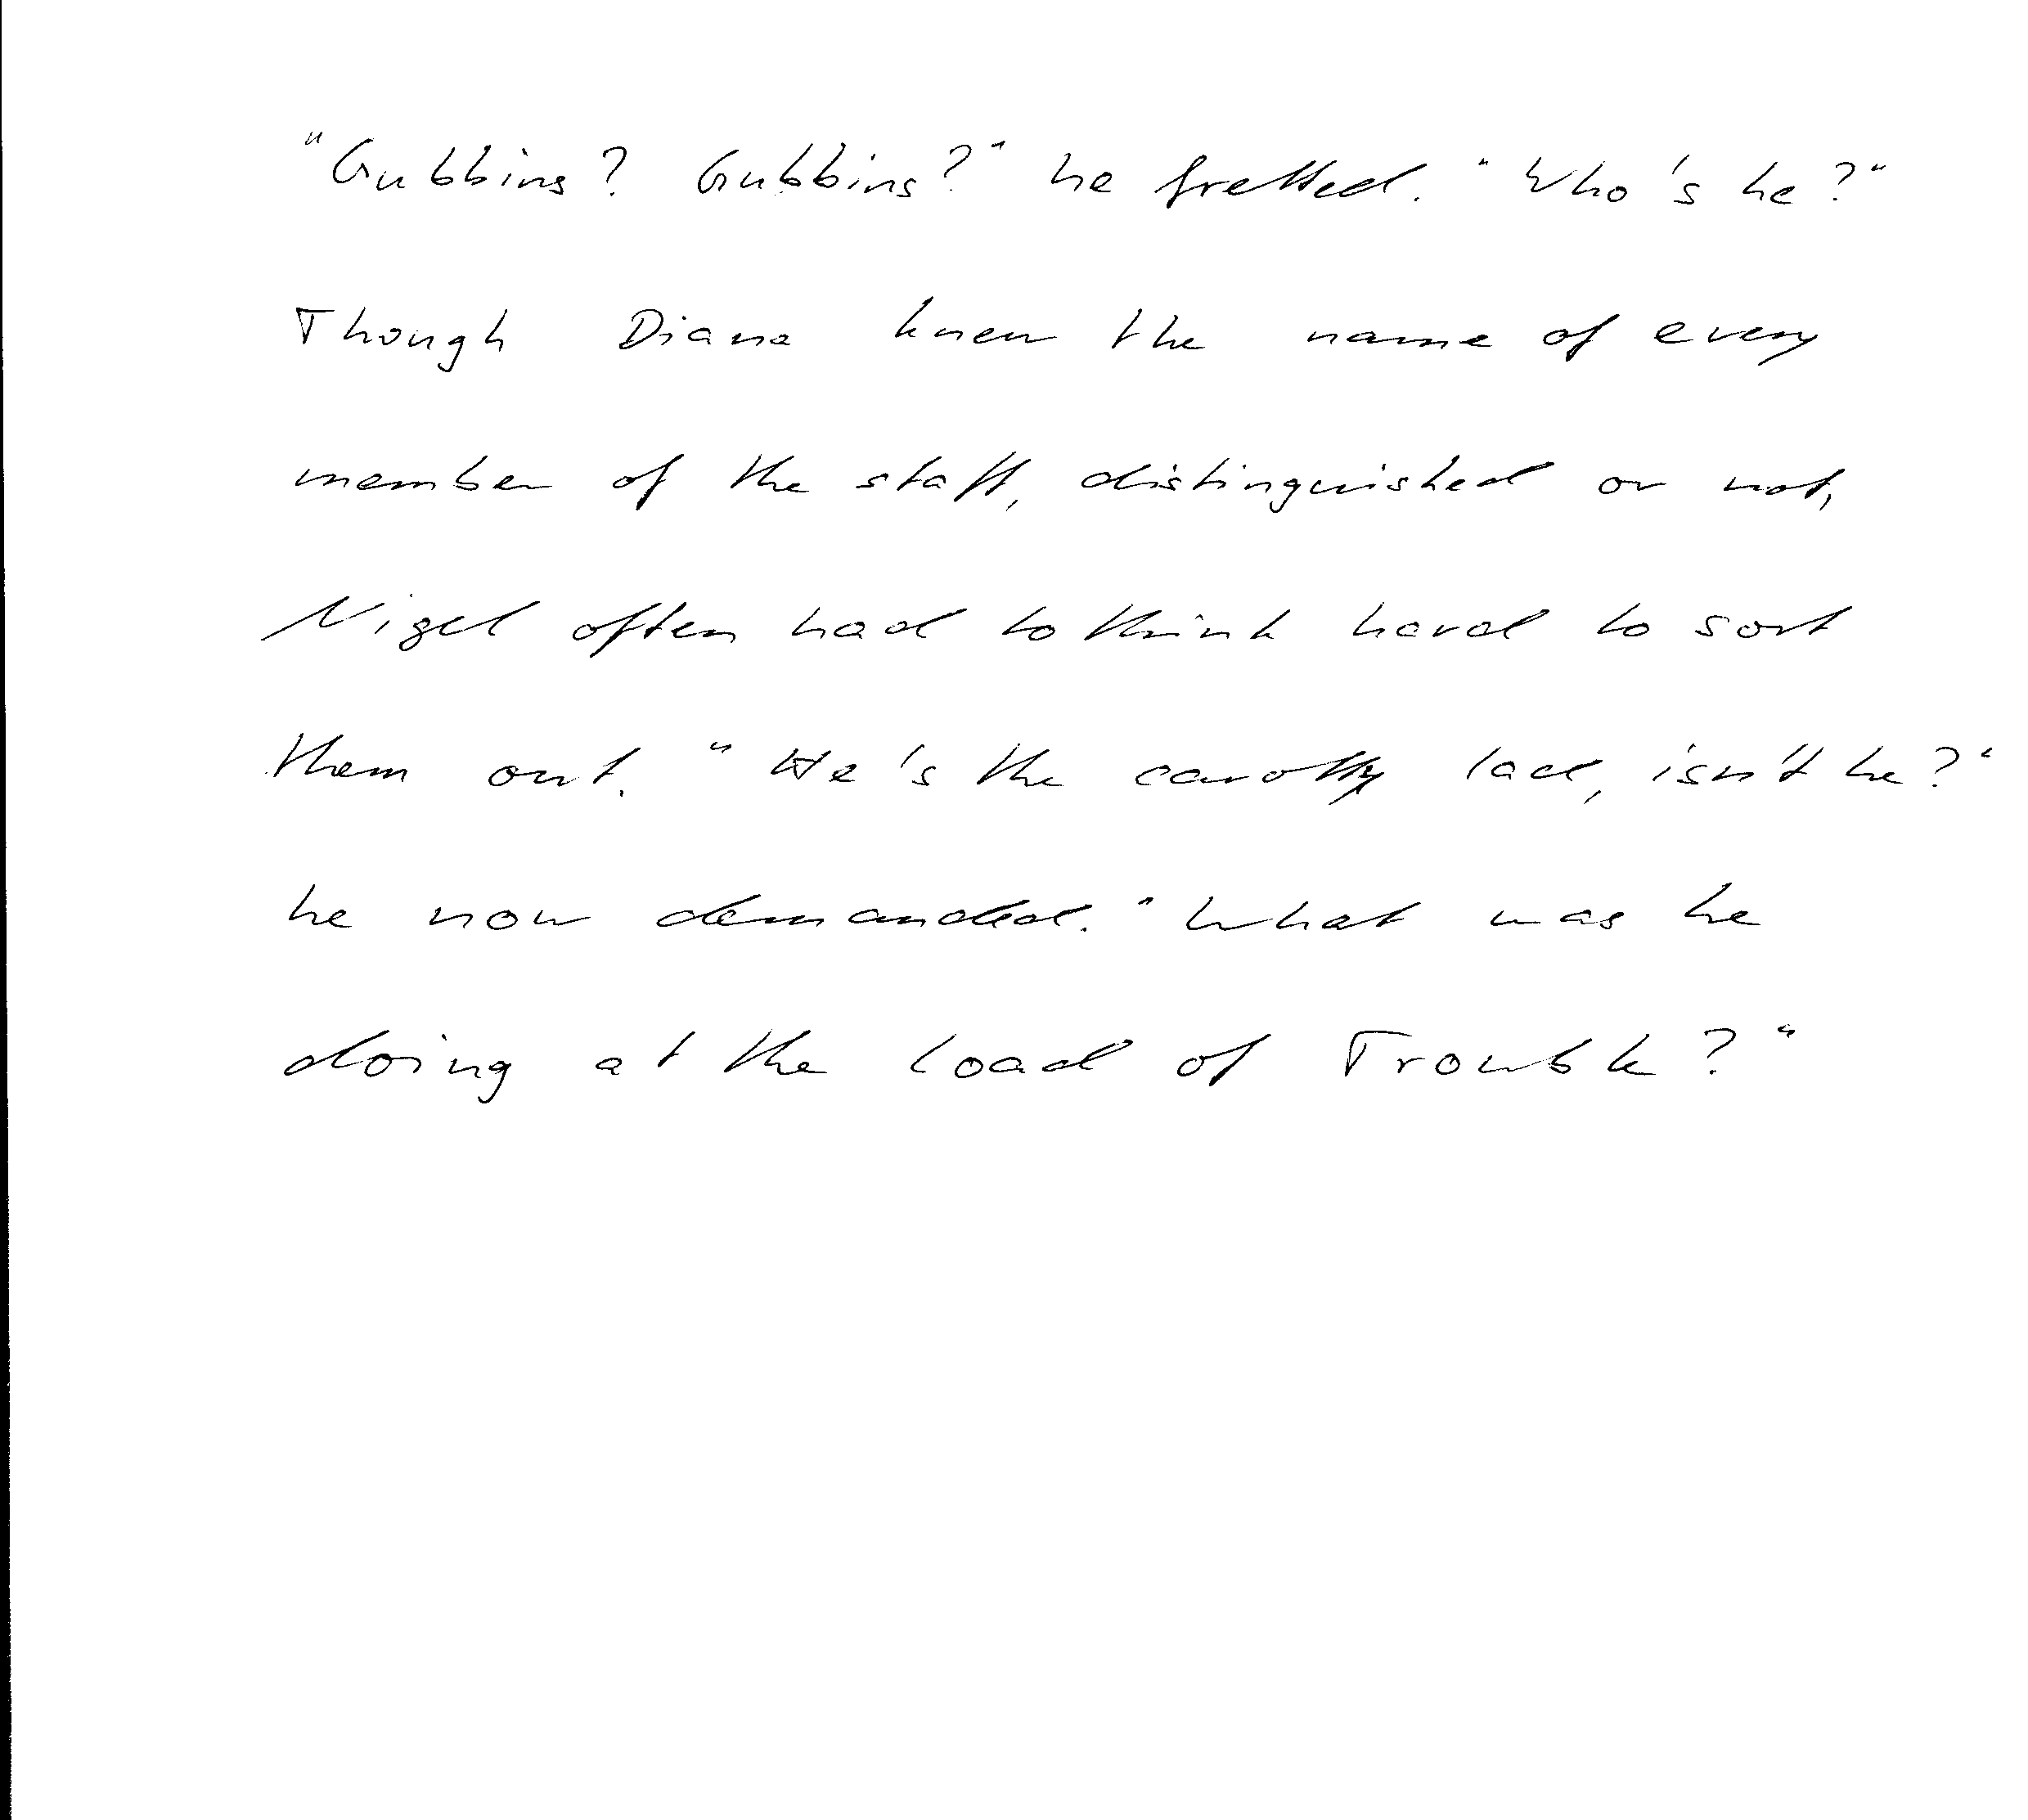 "Gubbins? Gubbins?" he fretted. "Who's he?"
Though Diana knew the name of every
member of the staff, distinguished or not,
Nigel often had to think hard to sort
them out. "He's the carotty lad, isn't he?"
he now demanded. "What was he
doing at the Load of Trouble?"